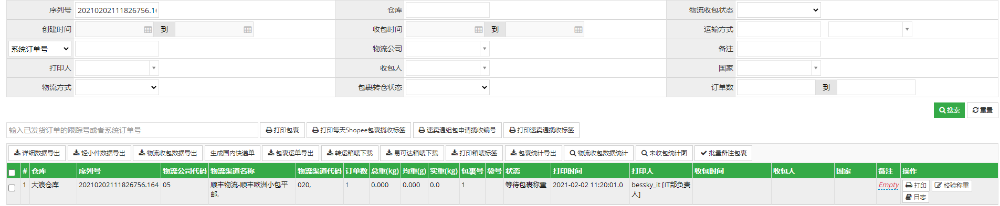 序列号 20210202111826756.16 仓库 物流收包状态
创建时间 到 收包时间 到 运输方式
系统订单号 物流公司 备注
打印人 收包人 国家
物流方式 包裹转仓状态 订单数 到
搜索 重置
输入已发货订单的跟踪号或者系统订单号 打印包裹 打印每天Shopee包裹揽收标签 速卖通组包申请揽收编号 打印速卖通揽收标签
详细数据导出 轻小件数据导出 物流收包数据导出 生成国内快递单 包裹运单导出 转运箱唛下载 易可达箱唛下载 打印箱唛标签 包裹统计导出 物流收包数据统计 未收包统计图 批量备注包裹
# 仓库 序列号 物流公司代码 物流渠道名称 物流渠道代码 订单数 总重(kg) 均重(g) 实重(kg) 包裹号 袋号 状态 打印时间 打印人 收包时间 收包人 国家 备注 操作
1 大浪仓库 20210202111826756.164 05 顺丰物流-顺丰欧洲小包平 020, 1 0.000 0.000 0.0 1 等待包裹称重 2021-02-02 11:20:01.0 bessky_it [IT部负责 Empty 打印 校验称重
邮, 人] 日志